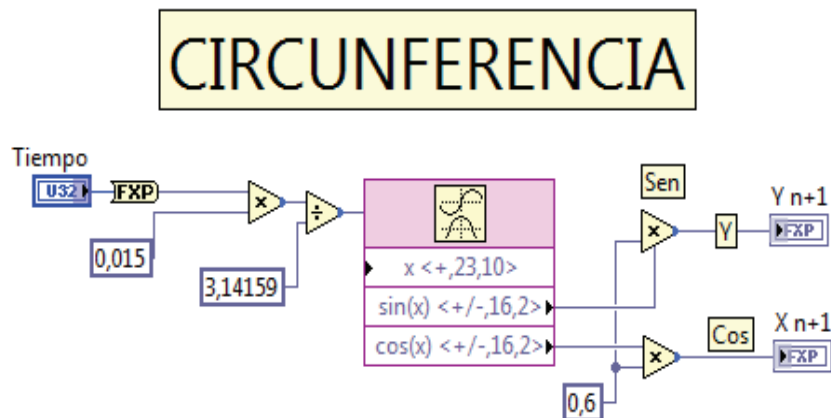 CIRCUNFERENCIA
Tiempo
U32
FXP
×
÷
0,015
3,14159
x <+,23,10>
sin(x) <+/-,16,2>
cos(x) <+/-,16,2>
Sen
×
Y
Y n+1
FXP
×
Cos
X n+1
FXP
0,6